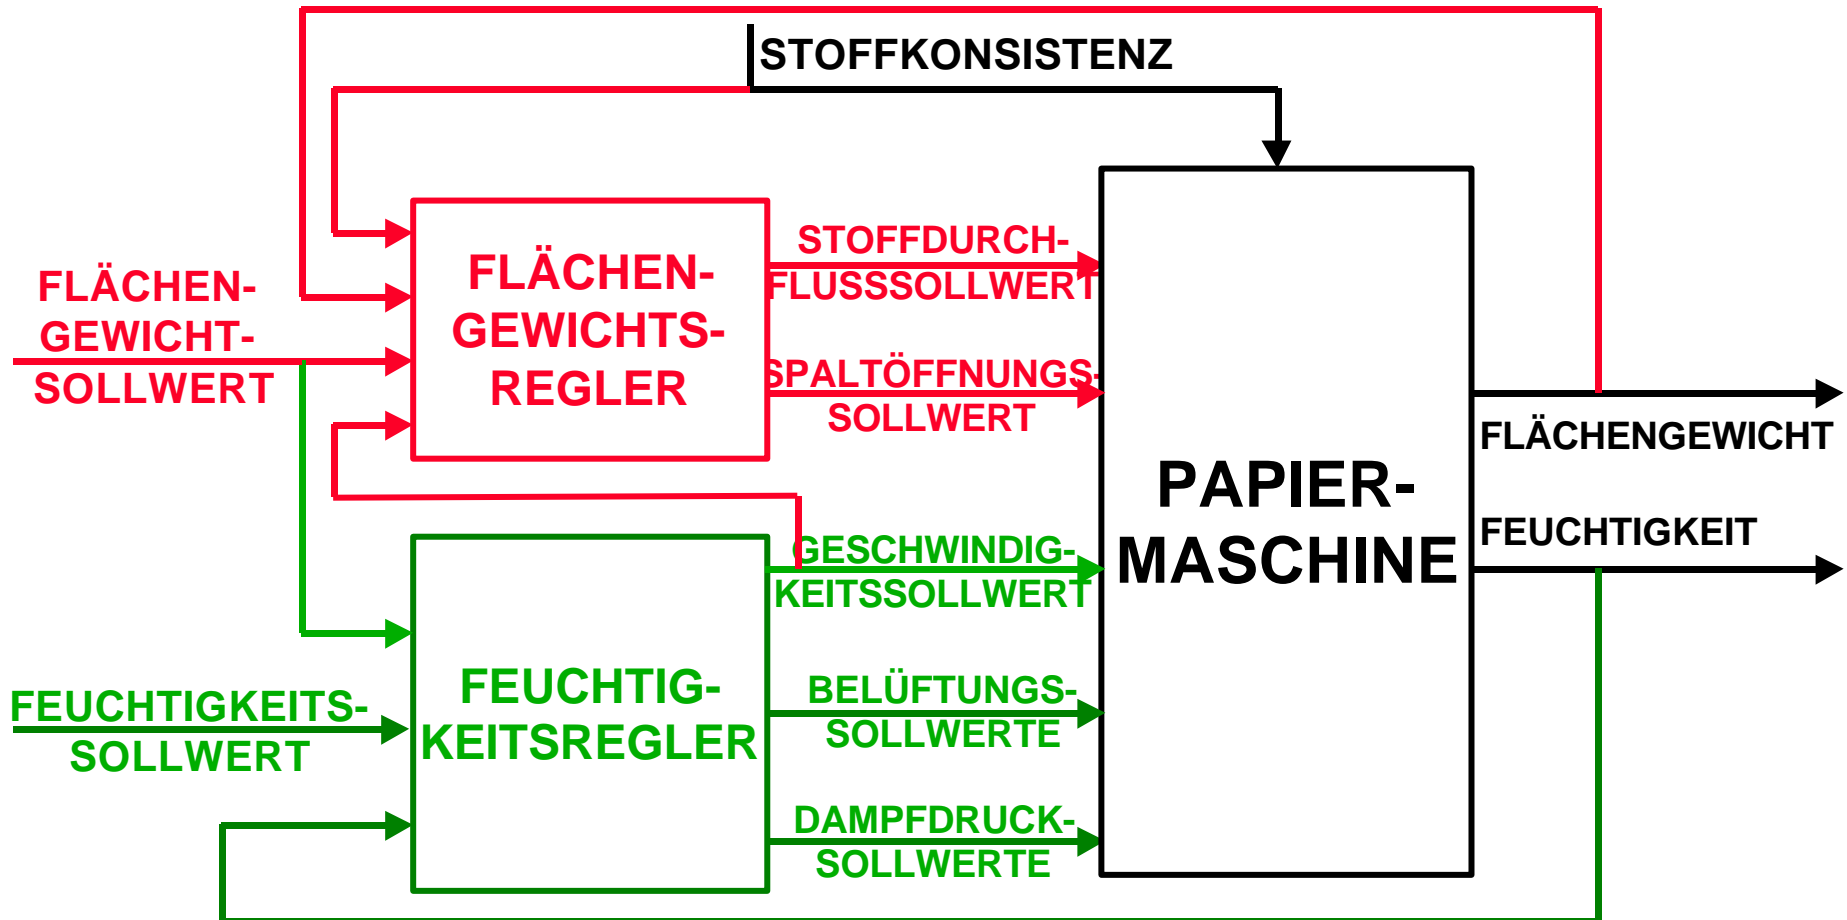 STOFFKONSISTENZ
FLÄCHEN-
GEWICHT-
SOLLWERT
FLÄCHEN-
GEWICHTS-
REGLER
STOFFDURCH-
FLUSSSOLLWERT
SPALTÖFFNUNGS-
SOLLWERT
PAPIER-
MASCHINE
FLÄCHENGEWICHT
FEUCHTIGKEIT
GESCHWINDIG-
KEITSSOLLWERT
FEUCHTIGKEITS-
SOLLWERT
FEUCHTIG-
KEITSREGLER
BELÜFTUNGS-
SOLLWERTE
DAMPFDRUCK-
SOLLWERTE